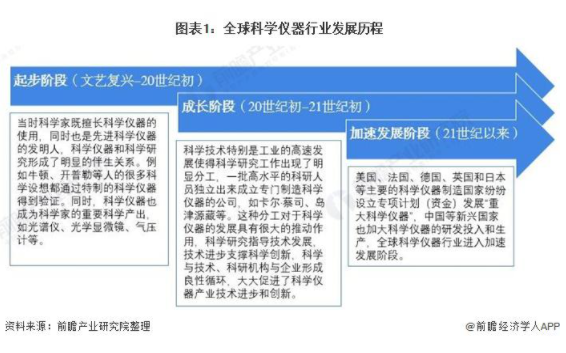 图表1：全球科学仪器行业发展历程
起步阶段（文艺复兴-20世纪初）
成长阶段（20世纪初-21世纪初）
加速发展阶段（21世纪以来）
当时科学家既擅长科学仪器的
使用，同时也是先进科学仪器
的发明人，科学仪器和科学研
究形成了明显的伴生关系。例
如牛顿、开普勒等人的很多科
学设想都通过特制的科学仪器
得到验证。同时，科学仪器也
成为科学家的重要科学产出，
如光谱仪、光学显微镜、气压
计等。
科学技术特别是工业的高速发
展使得科学研究工作出现了明
显分工，一批高水平的科研人
员独立出来成立专门制造科学
仪器的公司，如卡尔·蔡司、岛
津源藏等。这种分工对于科学
仪器的发展具有很大的推动作
用，科学研究指导技术发展，
技术进步支撑科学创新，科学
与技术、科研机构与企业形成
良性循环，大大促进了科学仪
器产业技术进步和创新。
美国、法国、德国、英国和日本
等主要的科学仪器制造国家纷纷
设立专项计划（资金）发展“重
大科学仪器”，中国等新兴国家
也加大科学仪器的研发投入和生
产，全球科学仪器行业进入加速
发展阶段。
资料来源：前瞻产业研究院整理
@前瞻经济学人APP